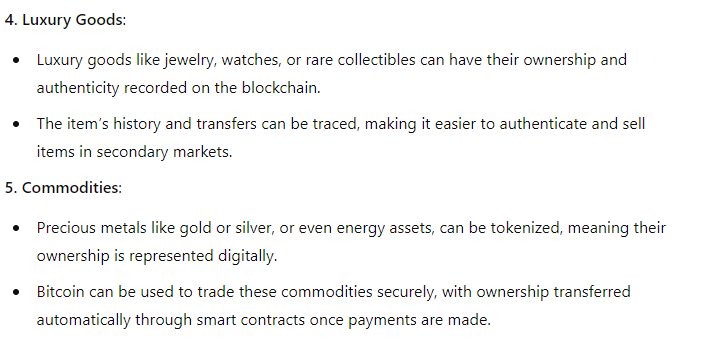 4. Luxury Goods:
• Luxury goods like jewelry, watches, or rare collectibles can have their ownership and
authenticity recorded on the blockchain.
• The item's history and transfers can be traced, making it easier to authenticate and sell
items in secondary markets.
5. Commodities:
• Precious metals like gold or silver, or even energy assets, can be tokenized, meaning their
ownership is represented digitally.
• Bitcoin can be used to trade these commodities securely, with ownership transferred
automatically through smart contracts once payments are made.